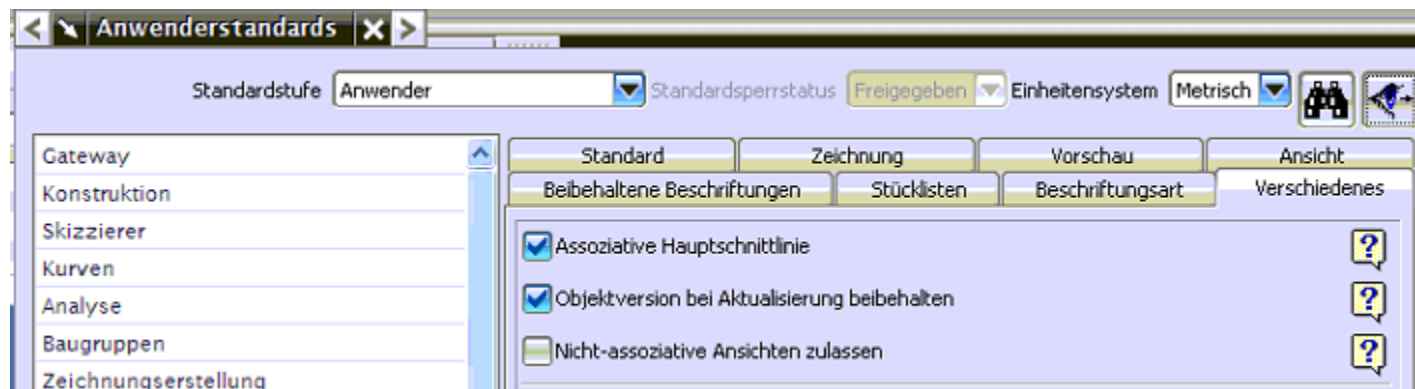 Anwenderstandards
Standardstufe Anwender Standardsperrstatus Freigegeben Einheitensystem Metrisch
Gateway
Konstruktion
Skizzierer
Kurven
Analyse
Baugruppen
Zeichnungserstellung
Standard Zeichnung Vorschau Ansicht
Beibehaltene Beschriftungen Stücklisten Beschriftungsart Verschiedenes
Assoziative Hauptschnittlinie ?
Objektversion bei Aktualisierung beibehalten ?
Nicht-assoziative Ansichten zulassen ?